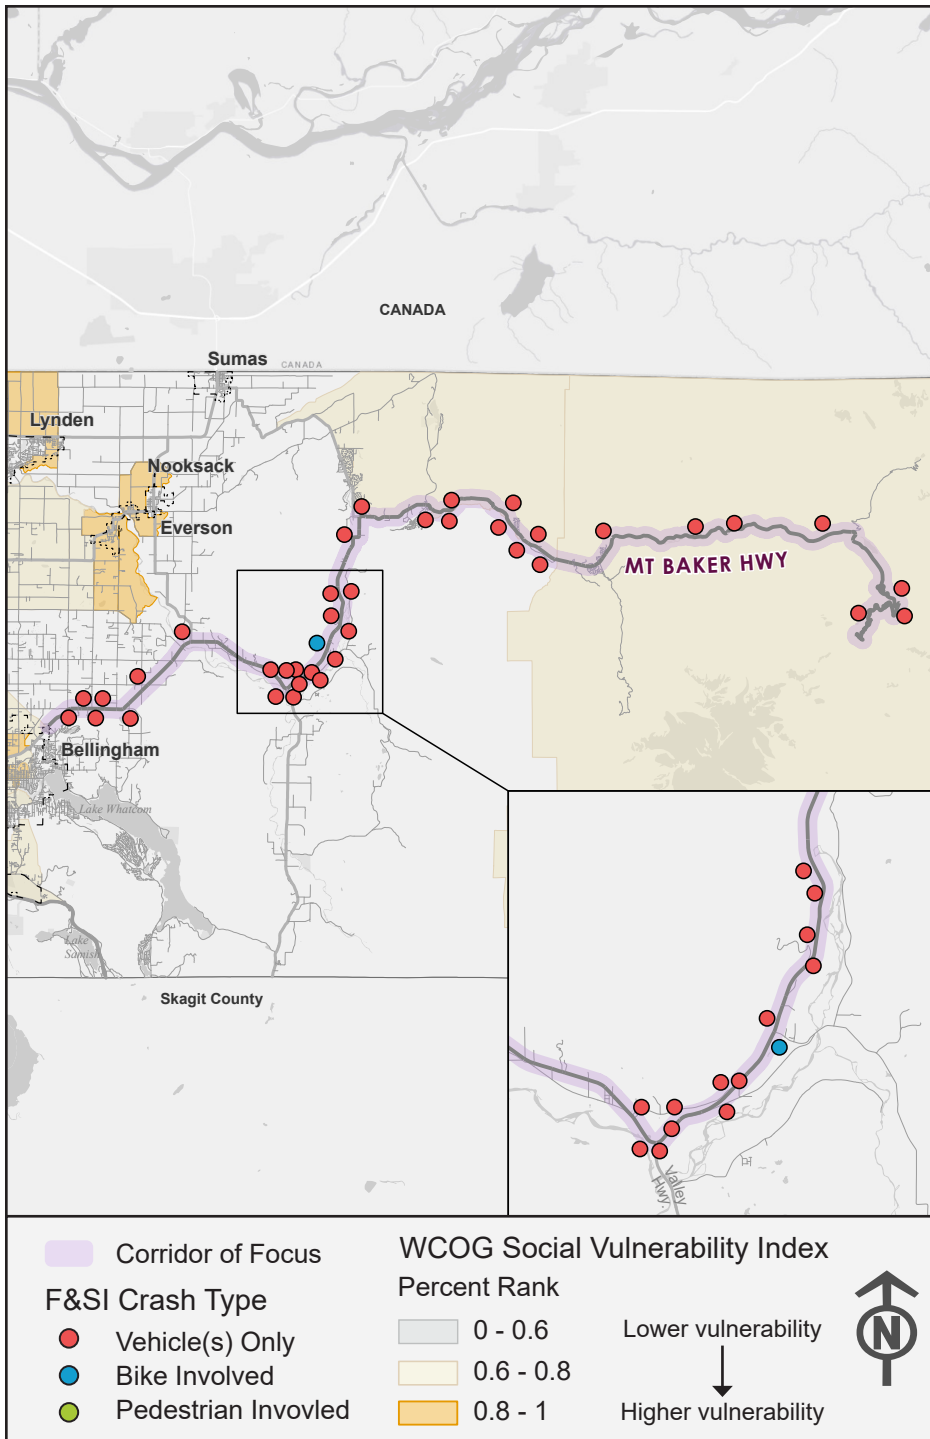 CANADA
Sumas
CANADA
Lynden
Nooksack
Everson
MT BAKER HWY
Bellingham
Lake Whatcom
Lake
Samish
Skagit County
Valley
Hwy.
Corridor of Focus
F&SI Crash Type
Vehicle(s) Only
Bike Involved
Pedestrian Invovled
WCOG Social Vulnerability Index
Percent Rank
0 - 0.6
0.6 - 0.8
0.8 - 1
Lower vulnerability
Higher vulnerability
N